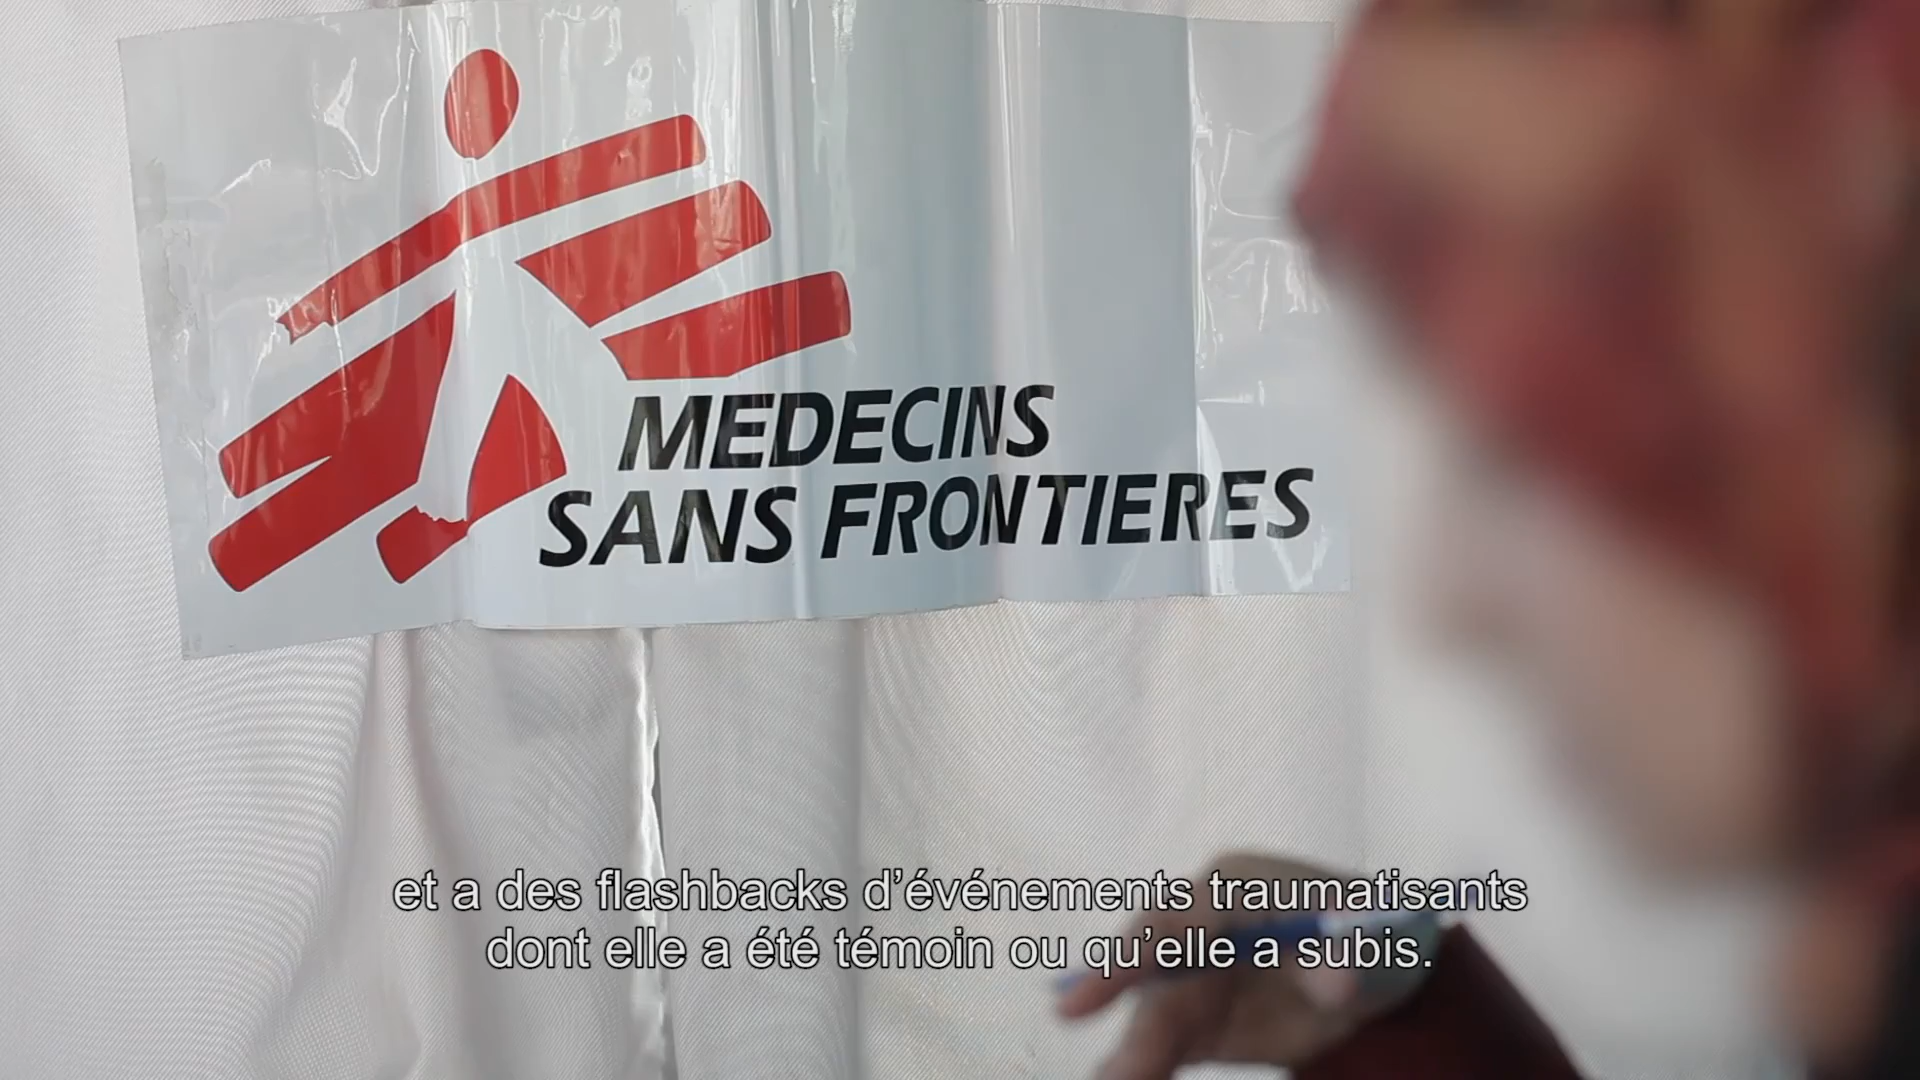 MEDECINS
SANS FRONTIERES
et a des flashbacks d’événements traumatisants
dont elle a été témoin ou qu’elle a subis.